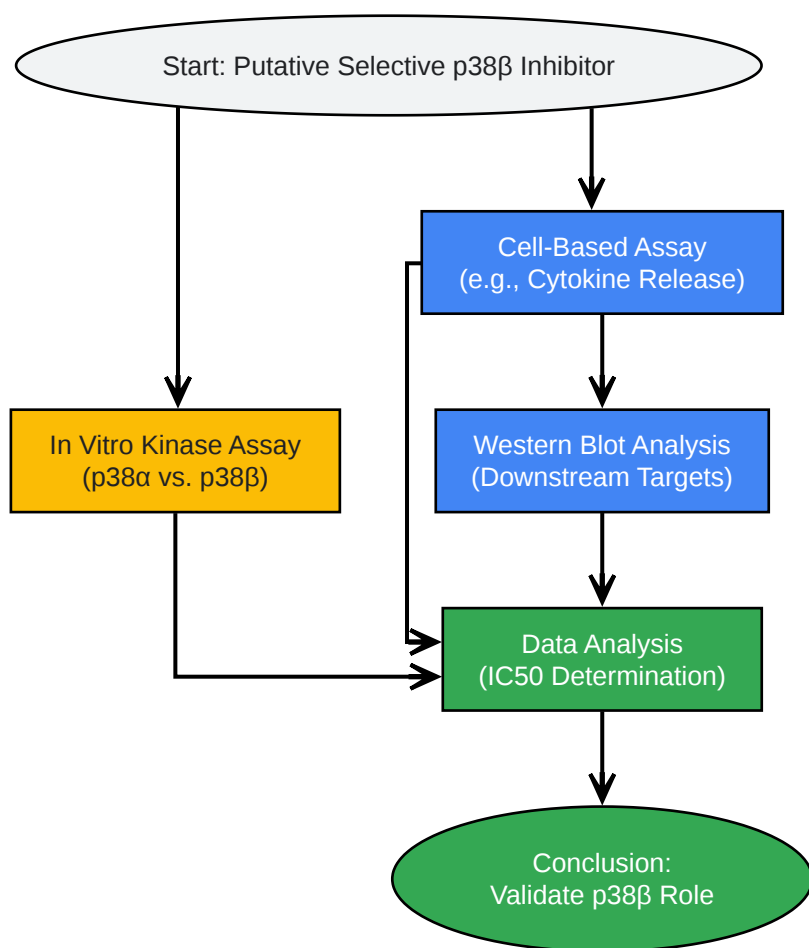 Start: Putative Selective p38β Inhibitor
Cell-Based Assay
(e.g., Cytokine Release)
In Vitro Kinase Assay
(p38α vs. p38β)
Western Blot Analysis
(Downstream Targets)
Data Analysis
(IC50 Determination)
Conclusion:
Validate p38β Role